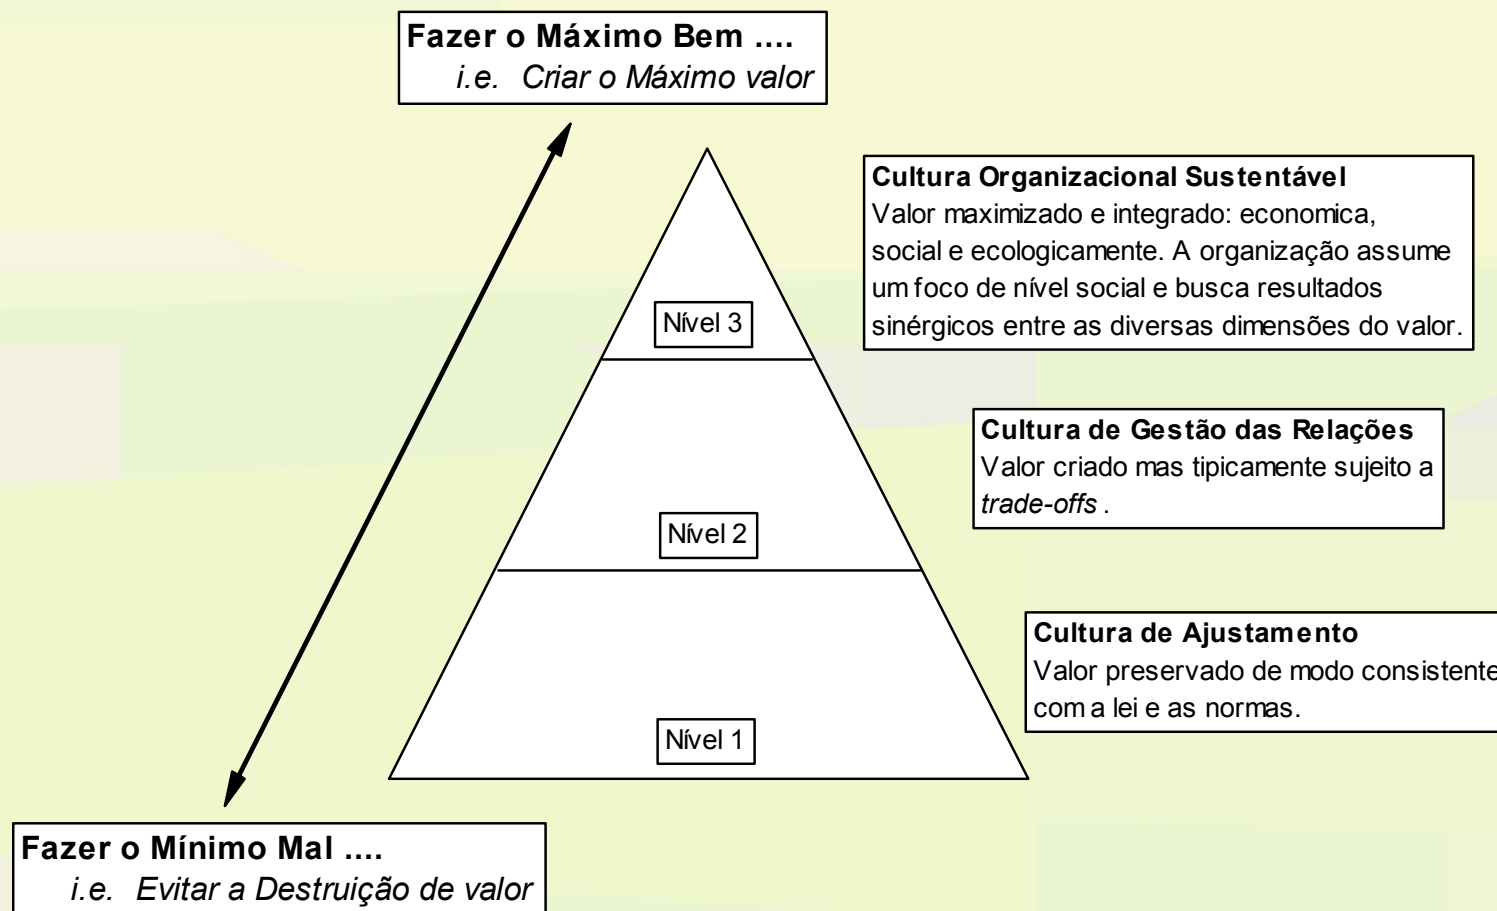 Fazer o Máximo Bem ....
i.e. Criar o Máximo valor
Cultura Organizacional Sustentável
Valor maximizado e integrado: economica,
social e ecologicamente. A organização assume
um foco de nível social e busca resultados
sinérgicos entre as diversas dimensões do valor.
Nível 3
Cultura de Gestão das Relações
Valor criado mas tipicamente sujeito a
trade-offs .
Nível 2
Cultura de Ajustamento
Valor preservado de modo consistente
com a lei e as normas.
Nível 1
Fazer o Mínimo Mal ....
i.e. Evitar a Destruição de valor